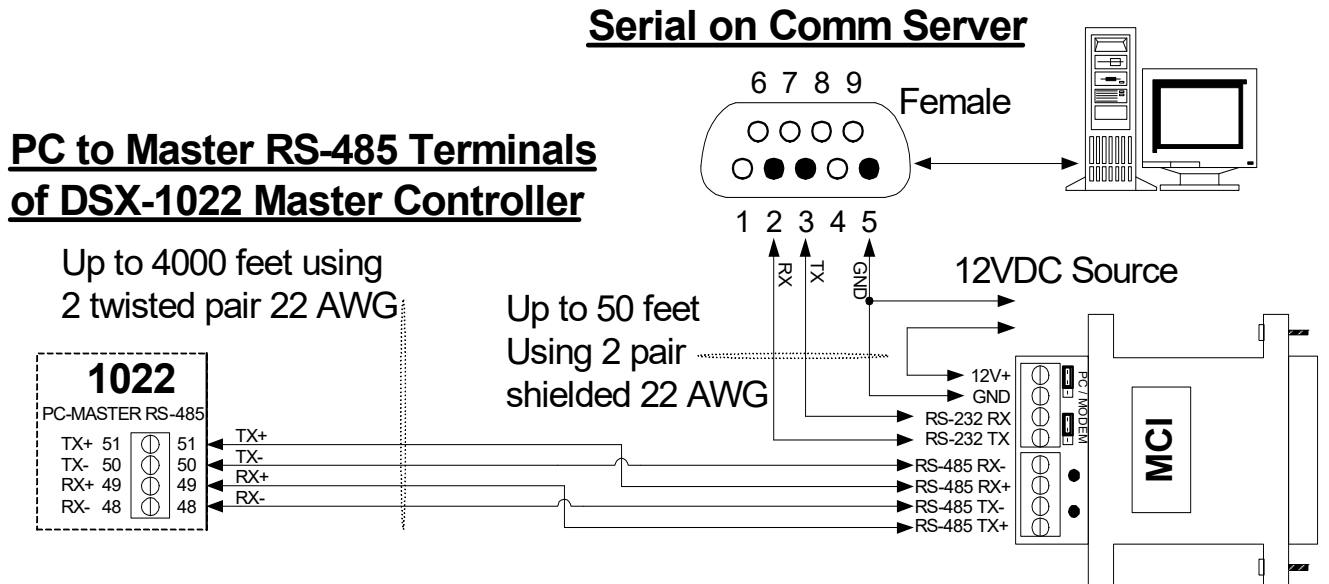 Serial on Comm Server
6 7 8 9
Female
1 2 3 4 5
RX
TX
GND
PC to Master RS-485 Terminals
of DSX-1022 Master Controller
Up to 4000 feet using
2 twisted pair 22 AWG
Up to 50 feet
Using 2 pair
shielded 22 AWG
12VDC Source
1022
PC-MASTER RS-485
TX+ 51 51 TX+
TX- 50 50 TX-
RX+ 49 49 RX+
RX- 48 48 RX-
12V+
GND
RS-232 RX
RS-232 TX
RS-485 RX-
RS-485 RX+
RS-485 TX-
RS-485 TX+
PC / MODEM
MCI